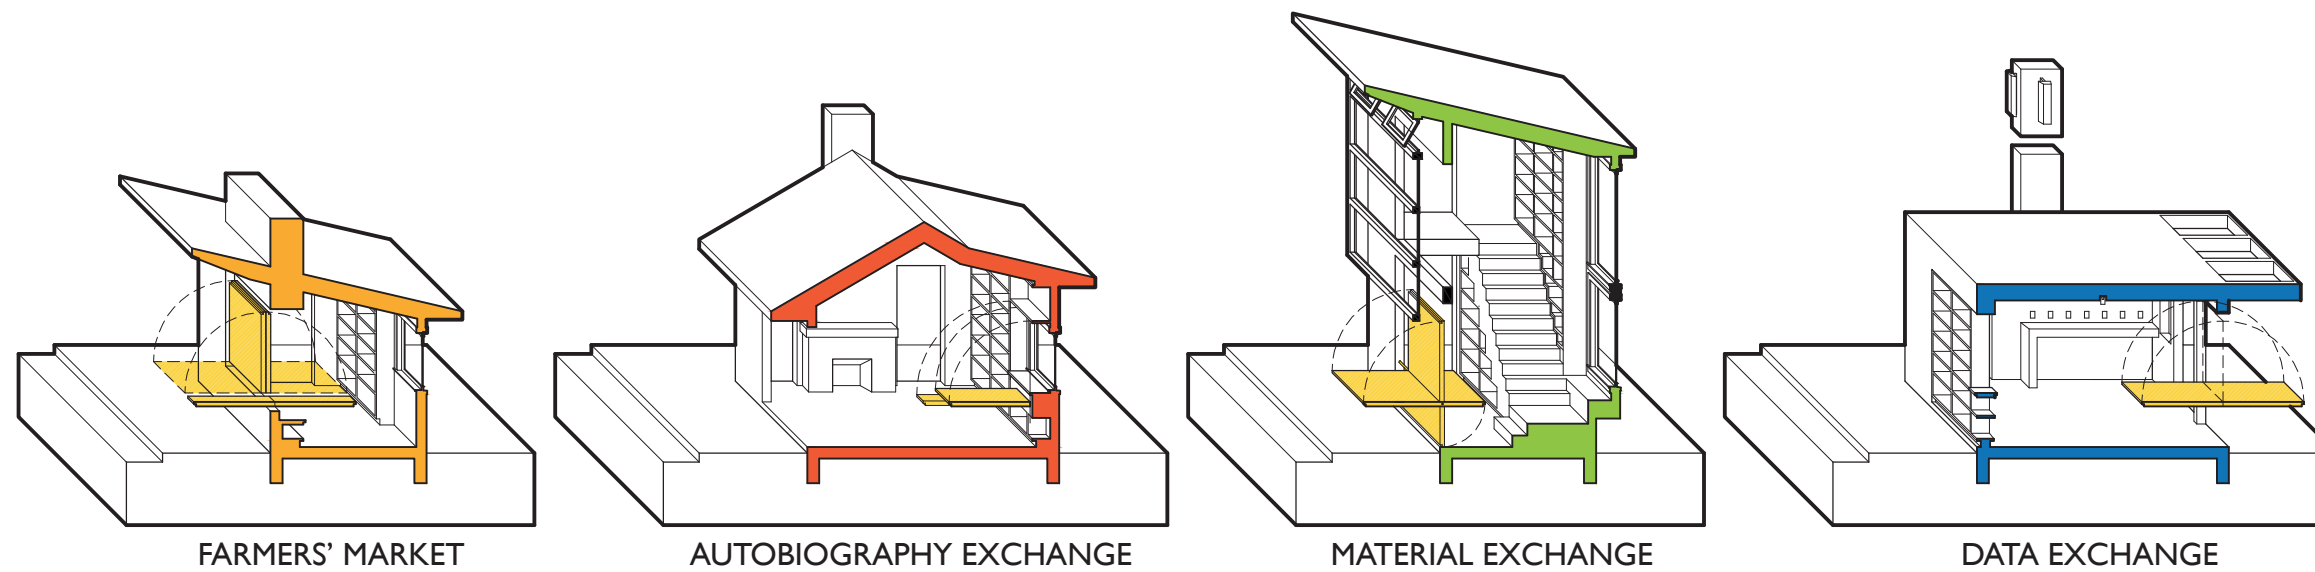 FARMERS’ MARKET
AUTOBIOGRAPHY EXCHANGE
MATERIAL EXCHANGE
DATA EXCHANGE